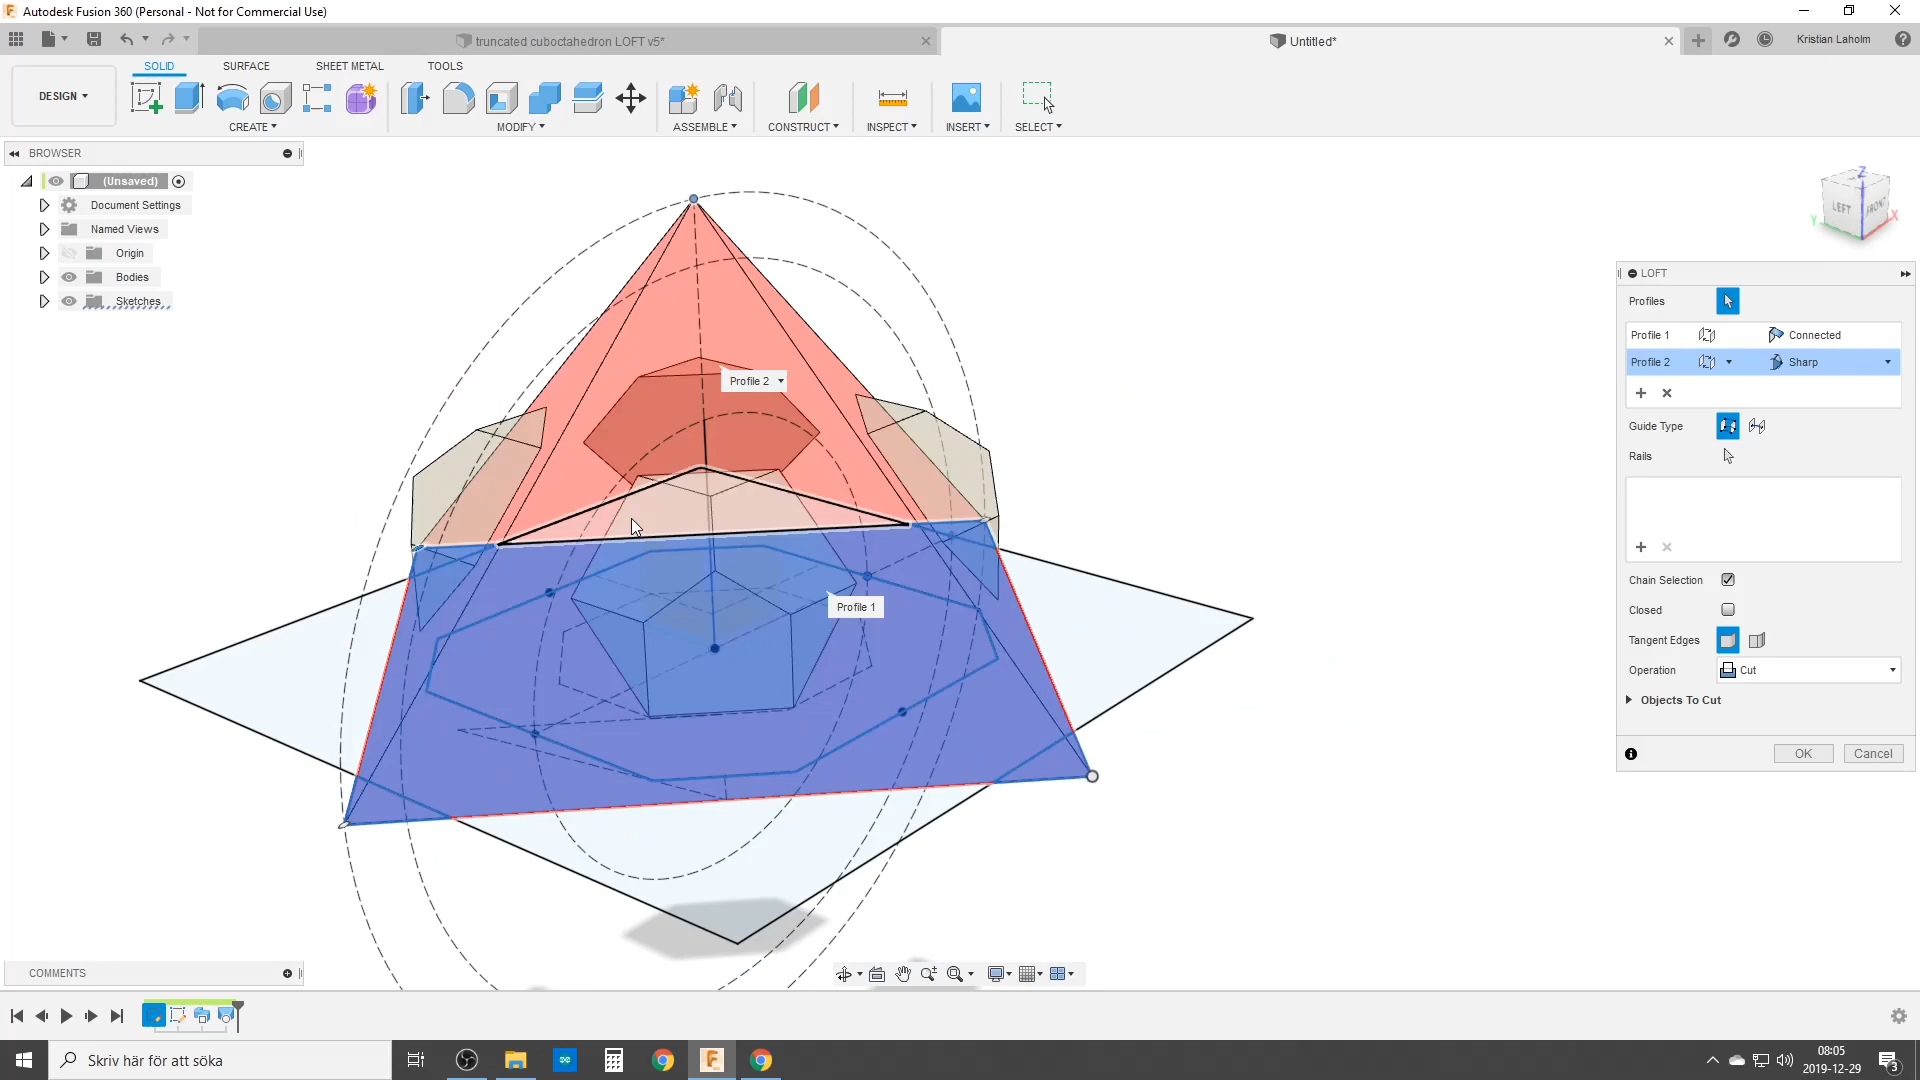 Autodesk Fusion 360 (Personal - Not for Commercial Use)
truncated cuboctahedron LOFT v5*
Untitled*
Kristian Laholm
SOLID SURFACE SHEET METAL TOOLS
DESIGN
CREATE MODIFY ASSEMBLE CONSTRUCT INSPECT INSERT SELECT
BROWSER
(Unsaved)
Document Settings
Named Views
Origin
Bodies
Sketches
Z
LEFT
FRONT
X
Y
Profile 2
Profile 1
LOFT
Profiles
Profile 1 Connected
Profile 2 Sharp
Guide Type
Rails
Chain Selection
Closed
Tangent Edges
Operation Cut
Objects To Cut
OK Cancel
COMMENTS
Skriv här för att söka
08:05
2019-12-29
3